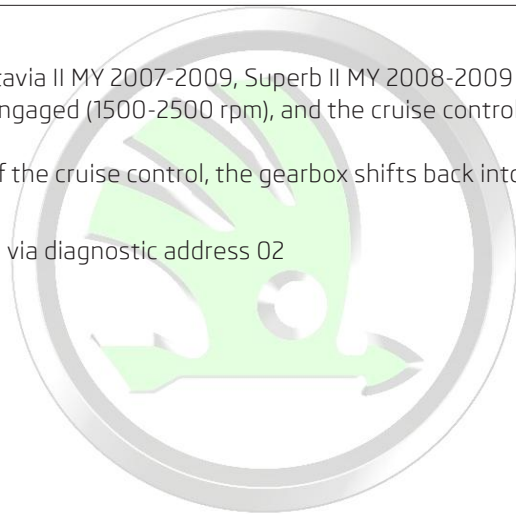 tavia II MY 2007-2009, Superb II MY 2008-2009
ngaged (1500-2500 rpm), and the cruise control
f the cruise control, the gearbox shifts back into
via diagnostic address 02